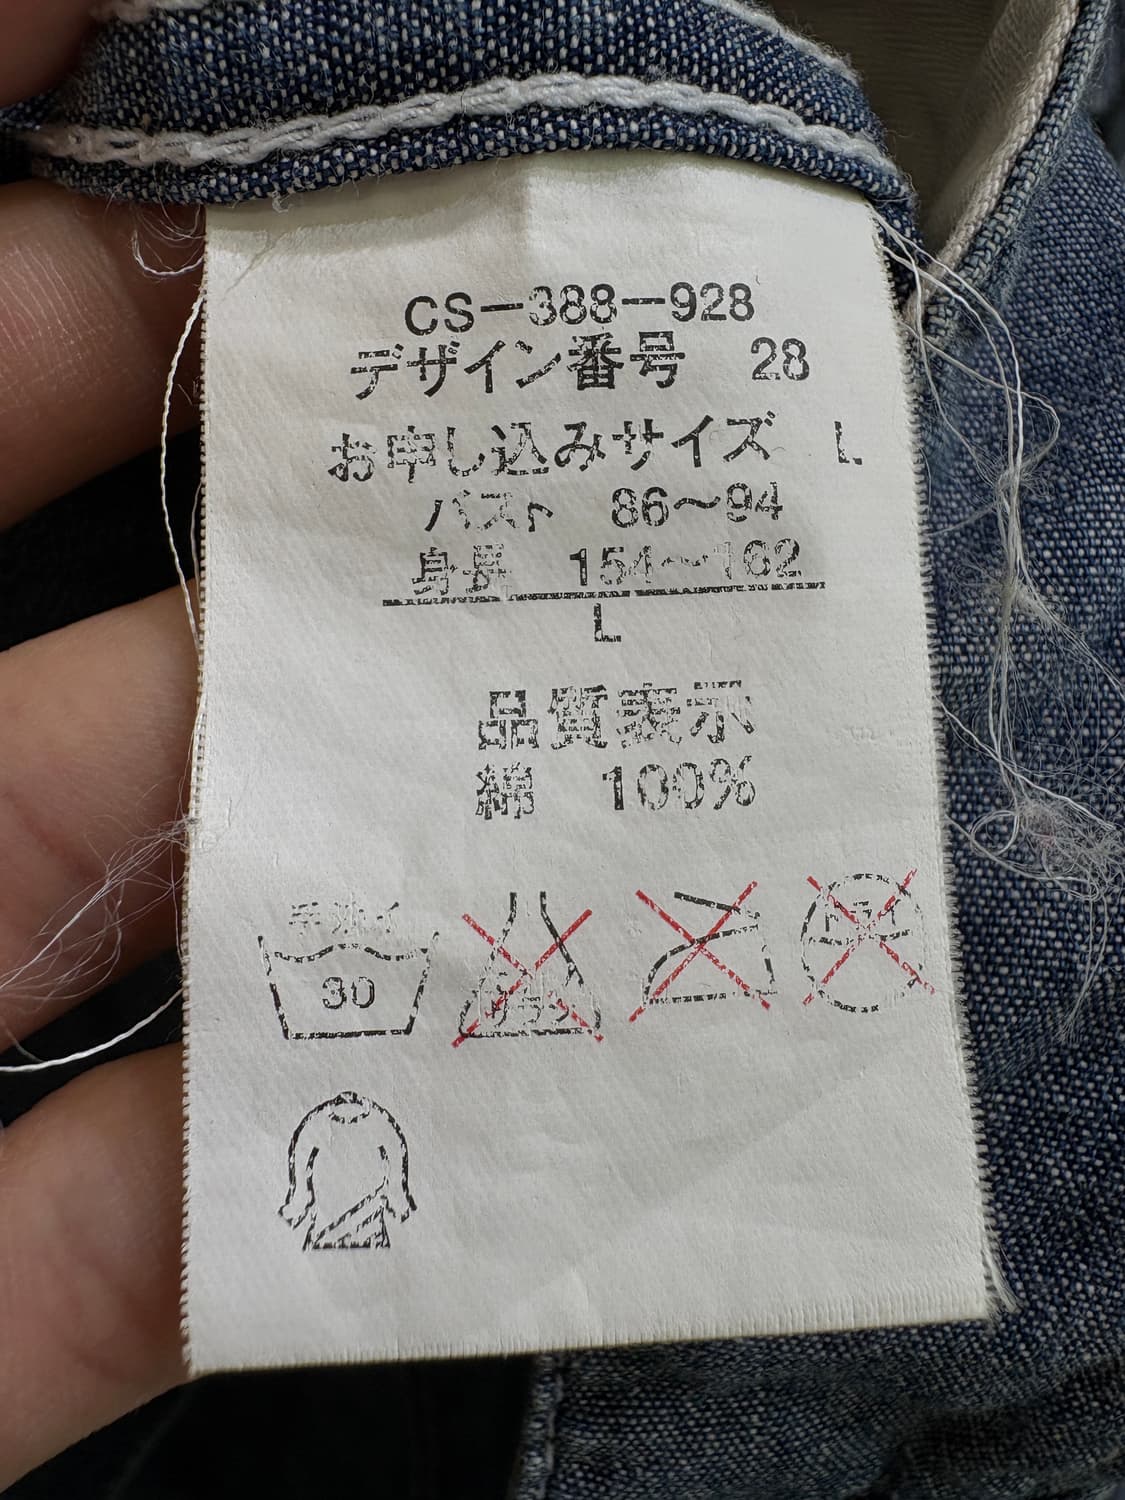 CS－388－928
デザイン番号 28
お申し込みサイズ L
バスト 86～94
身長 154～162
L
品質表示
綿 100%
手洗イ
30
ドライ